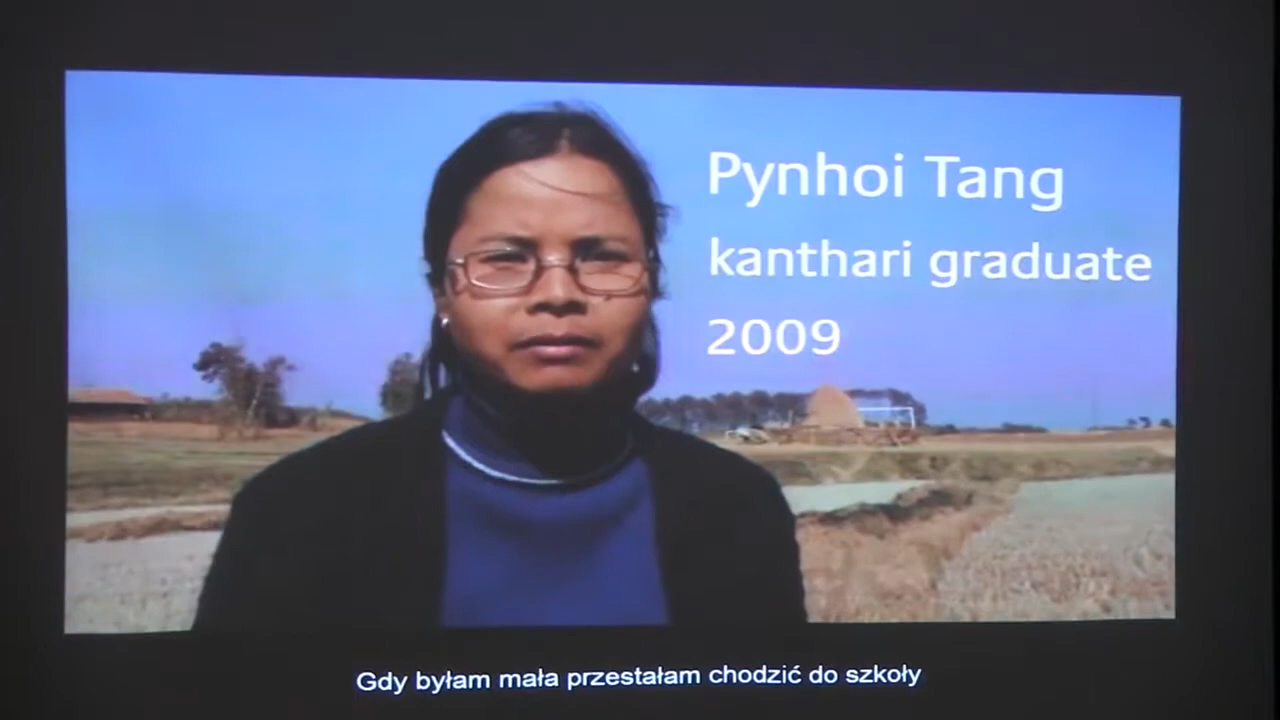 Pynhoi Tang
kanthari graduate
2009
Gdy byłam mała przestałam chodzić do szkoły